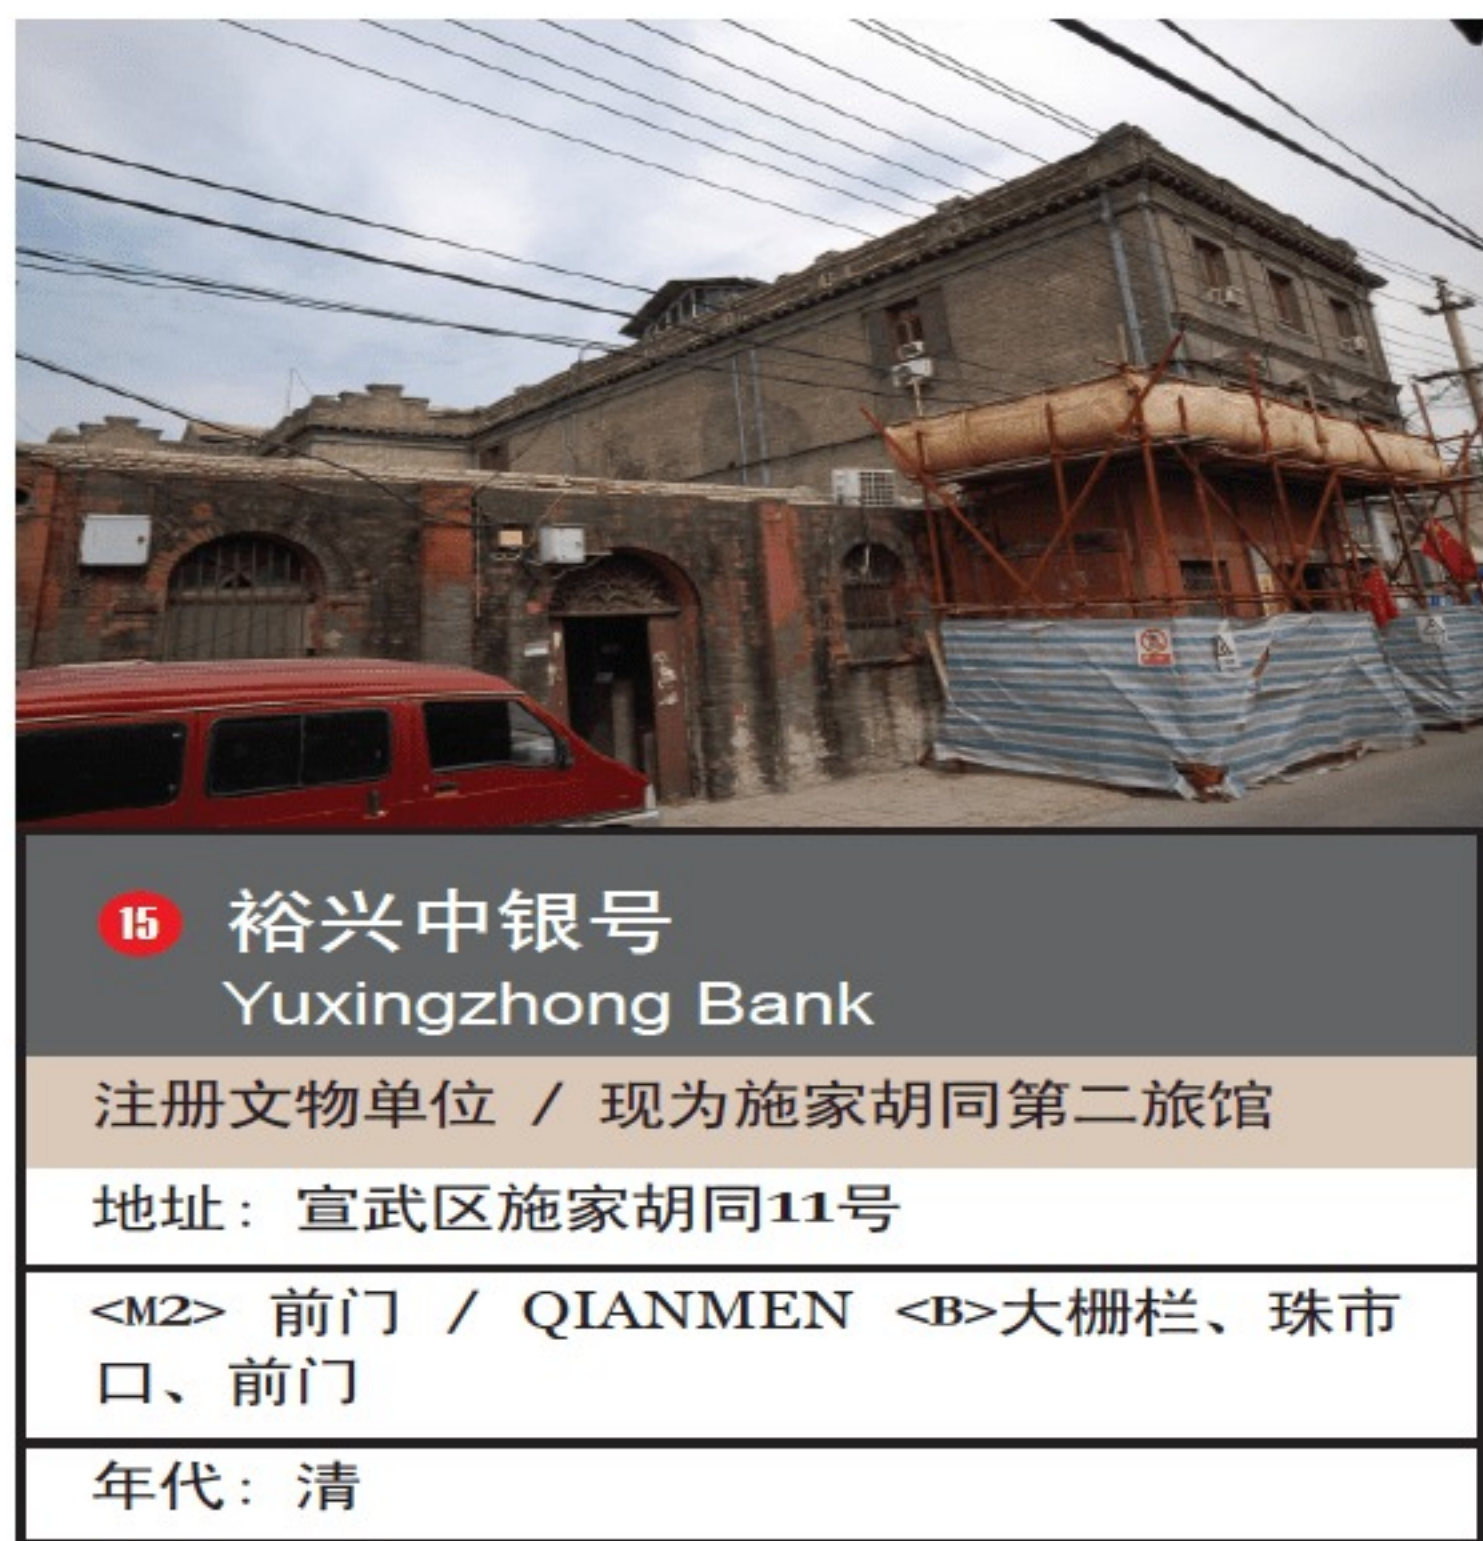 15 裕兴中银号
Yuxingzhong Bank
注册文物单位 / 现为施家胡同第二旅馆
地址: 宣武区施家胡同11号
<M2> 前门 / QIANMEN <B>大栅栏、珠市
口、前门
年代: 清